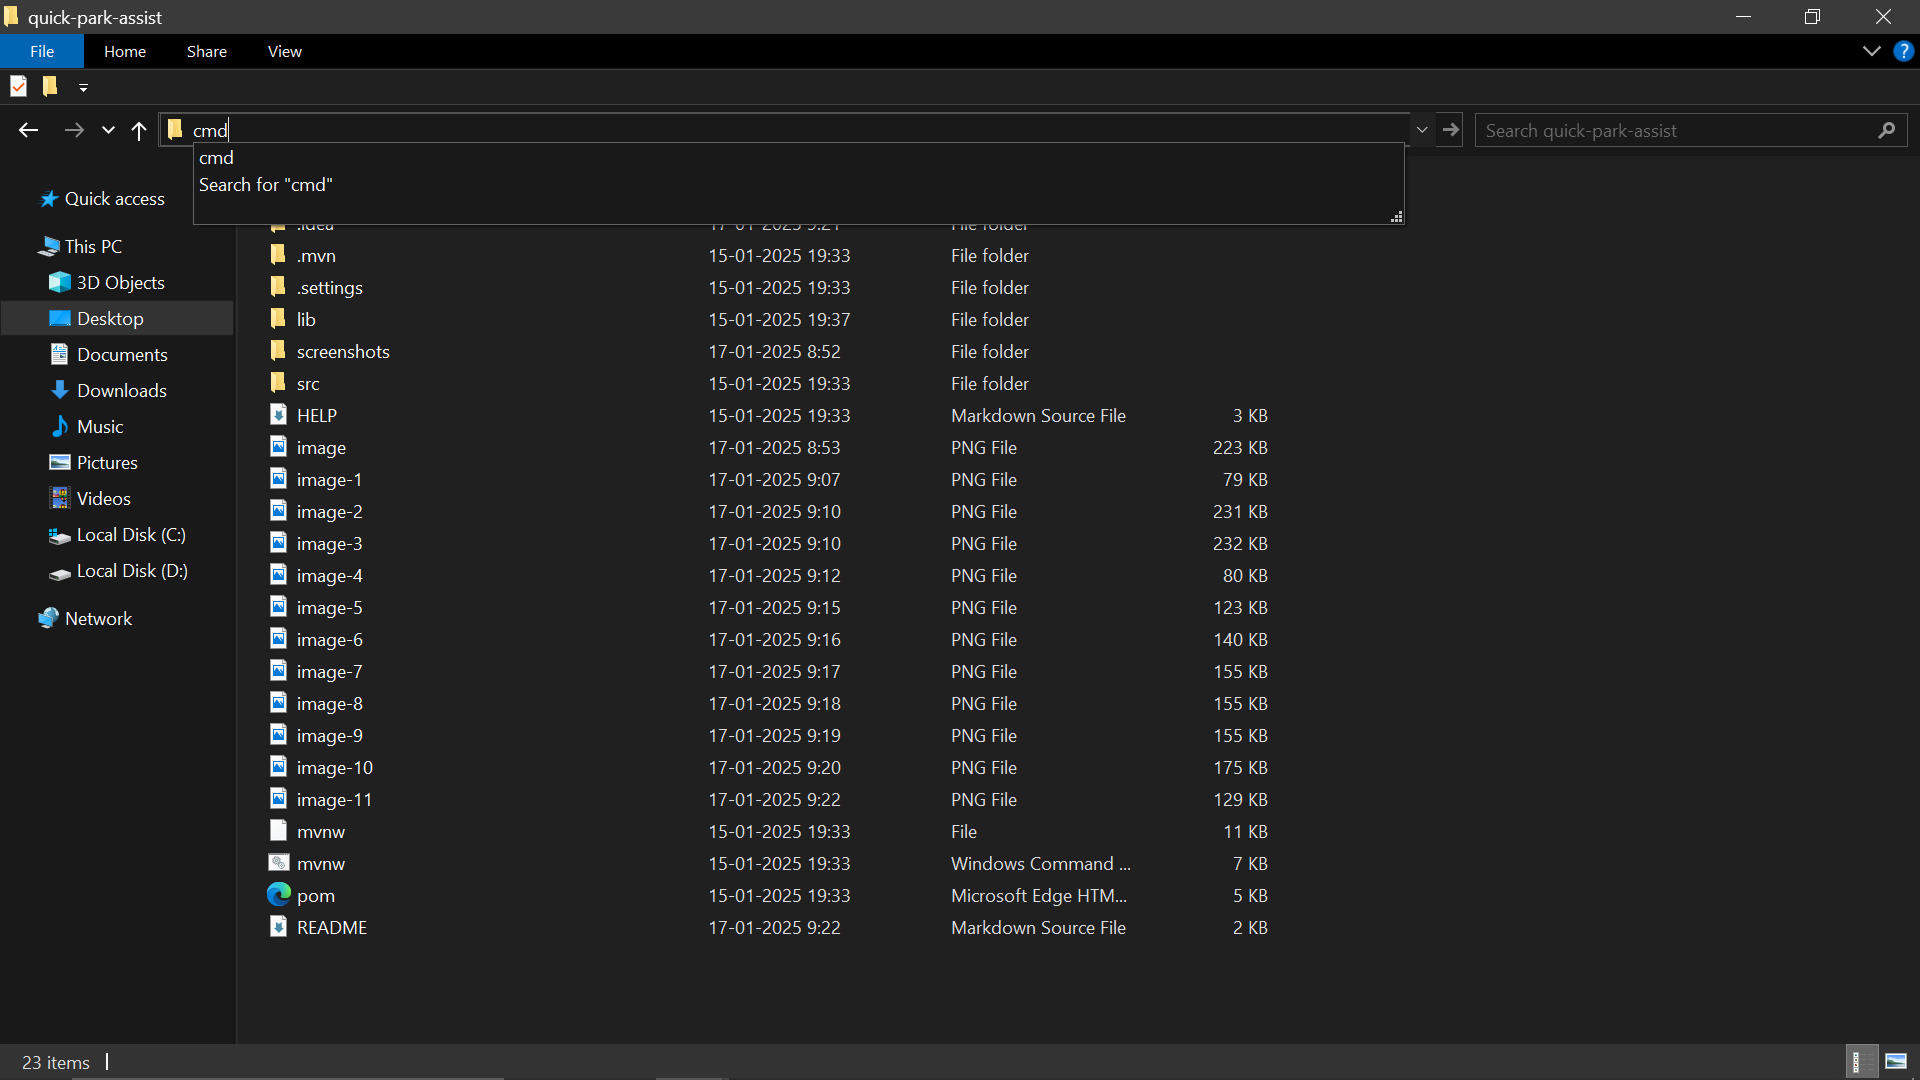 quick-park-assist
File Home Share View
?
cmd
Search quick-park-assist
cmd
Search for "cmd"
Quick access
This PC
3D Objects
Desktop
Documents
Downloads
Music
Pictures
Videos
Local Disk (C:)
Local Disk (D:)
Network
.idea 17-01-2025 9:21 File folder
.mvn 15-01-2025 19:33 File folder
.settings 15-01-2025 19:33 File folder
lib 15-01-2025 19:37 File folder
screenshots 17-01-2025 8:52 File folder
src 15-01-2025 19:33 File folder
HELP 15-01-2025 19:33 Markdown Source File 3 KB
image 17-01-2025 8:53 PNG File 223 KB
image-1 17-01-2025 9:07 PNG File 79 KB
image-2 17-01-2025 9:10 PNG File 231 KB
image-3 17-01-2025 9:10 PNG File 232 KB
image-4 17-01-2025 9:12 PNG File 80 KB
image-5 17-01-2025 9:15 PNG File 123 KB
image-6 17-01-2025 9:16 PNG File 140 KB
image-7 17-01-2025 9:17 PNG File 155 KB
image-8 17-01-2025 9:18 PNG File 155 KB
image-9 17-01-2025 9:19 PNG File 155 KB
image-10 17-01-2025 9:20 PNG File 175 KB
image-11 17-01-2025 9:22 PNG File 129 KB
mvnw 15-01-2025 19:33 File 11 KB
mvnw 15-01-2025 19:33 Windows Command ... 7 KB
pom 15-01-2025 19:33 Microsoft Edge HTM... 5 KB
README 17-01-2025 9:22 Markdown Source File 2 KB
23 items